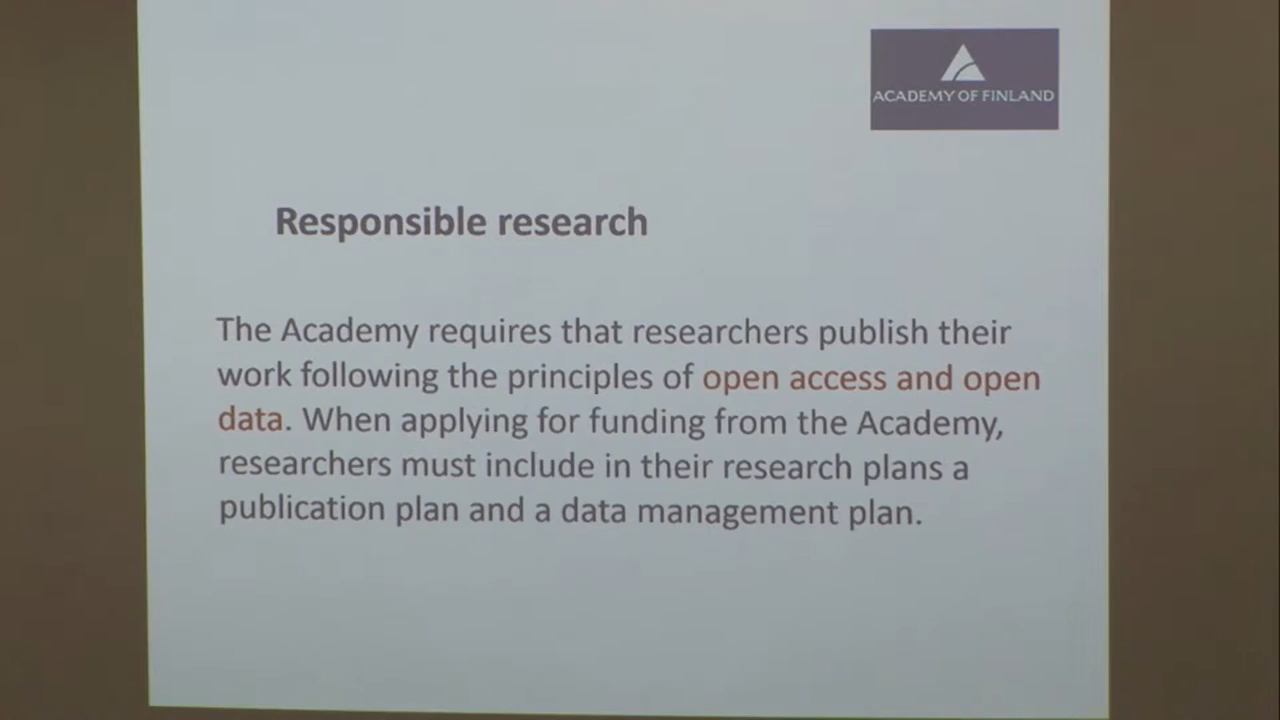 ACADEMY OF FINLAND
Responsible research
The Academy requires that researchers publish their
work following the principles of open access and open
data. When applying for funding from the Academy,
researchers must include in their research plans a
publication plan and a data management plan.